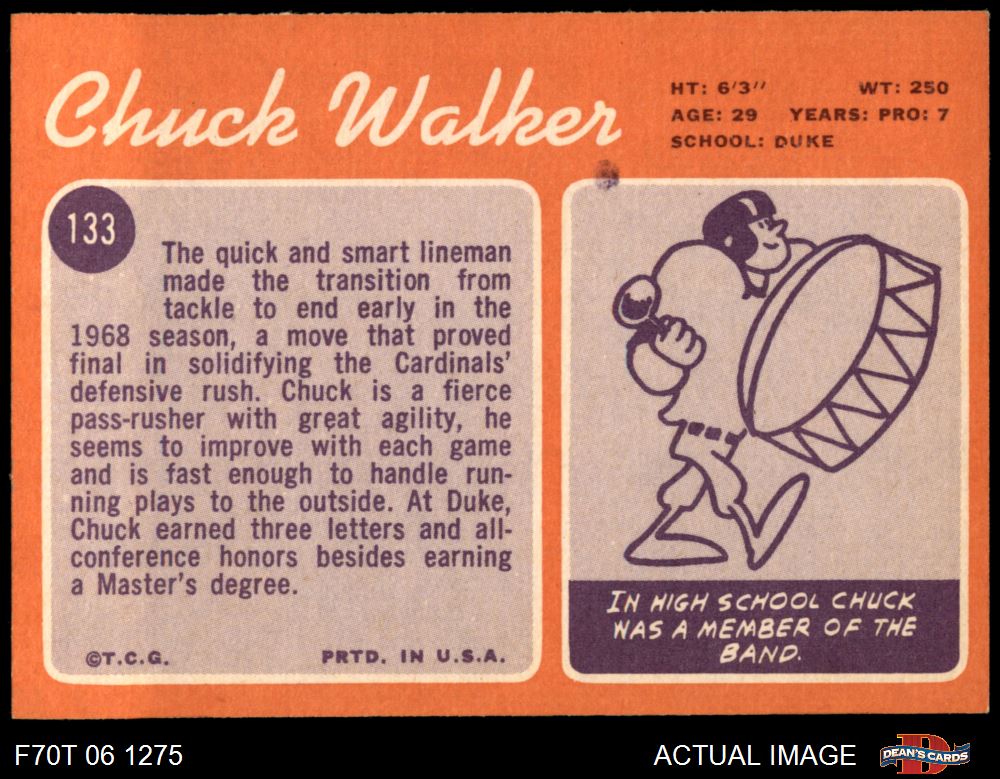 Chuck Walker
HT: 6'3" WT: 250
AGE: 29 YEARS: PRO: 7
SCHOOL: DUKE
133
The quick and smart lineman
made the transition from
tackle to end early in the
1968 season, a move that proved
final in solidifying the Cardinals'
defensive rush. Chuck is a fierce
pass-rusher with great agility, he
seems to improve with each game
and is fast enough to handle run-
ning plays to the outside. At Duke,
Chuck earned three letters and all-
conference honors besides earning
a Master's degree.
©T.C.G. PRTD. IN U.S.A.
IN HIGH SCHOOL CHUCK
WAS A MEMBER OF THE
BAND.
F70T 06 1275
ACTUAL IMAGE
DEAN'S CARDS